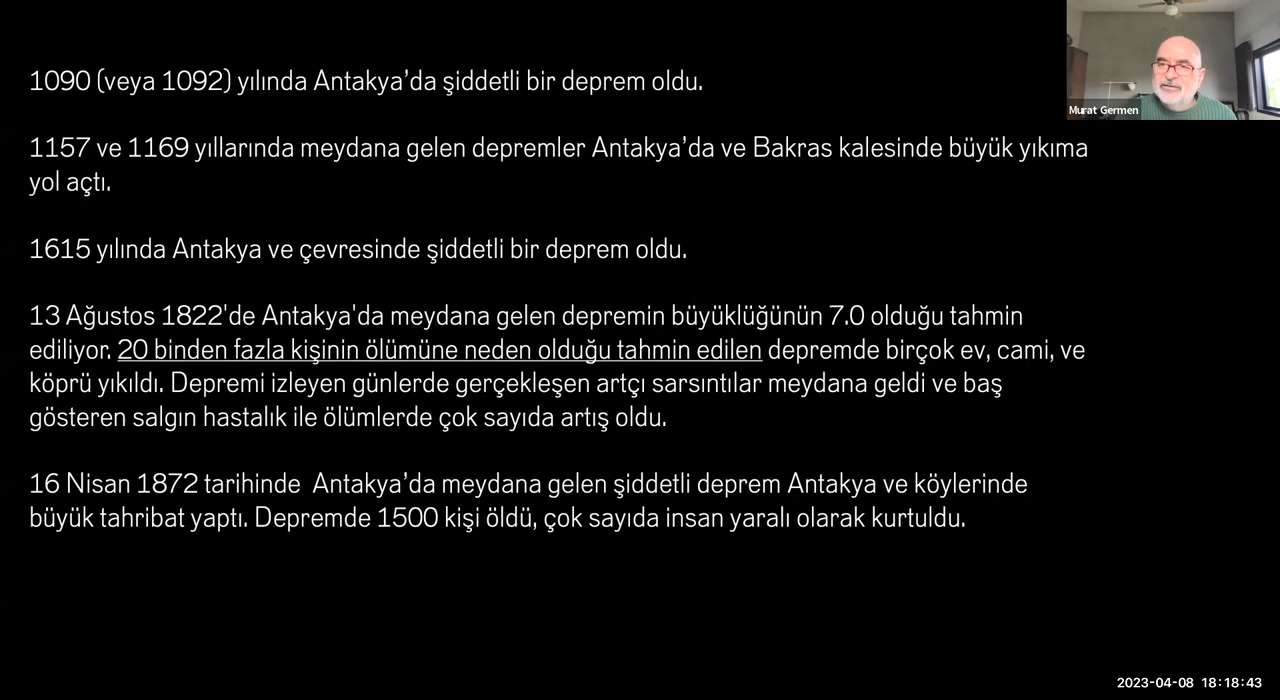 1090 (veya 1092) yılında Antakya’da şiddetli bir deprem oldu.
1157 ve 1169 yıllarında meydana gelen depremler Antakya’da ve Bakras kalesinde büyük yıkıma
yol açtı.
1615 yılında Antakya ve çevresinde şiddetli bir deprem oldu.
13 Ağustos 1822'de Antakya'da meydana gelen depremin büyüklüğünün 7.0 olduğu tahmin
ediliyor. 20 binden fazla kişinin ölümüne neden olduğu tahmin edilen depremde birçok ev, cami, ve
köprü yıkıldı. Depremi izleyen günlerde gerçekleşen artçı sarsıntılar meydana geldi ve baş
gösteren salgın hastalık ile ölümlerde çok sayıda artış oldu.
16 Nisan 1872 tarihinde  Antakya’da meydana gelen şiddetli deprem Antakya ve köylerinde
büyük tahribat yaptı. Depremde 1500 kişi öldü, çok sayıda insan yaralı olarak kurtuldu.
Murat Germen
2023-04-08 18:18:43